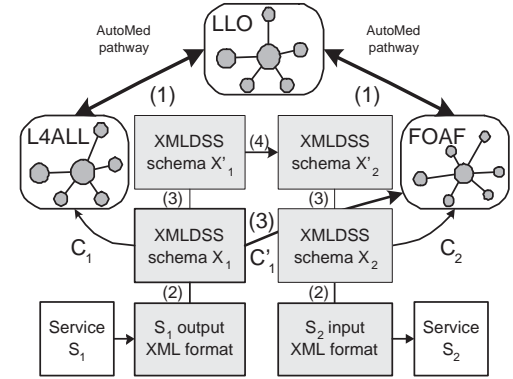 LLO
AutoMed
pathway
AutoMed
pathway
(1)
(1)
L4ALL
FOAF
XMLDSS
schema X'1
(4)
XMLDSS
schema X'2
(3)
(3)
XMLDSS
schema X1
(3)
C'1
XMLDSS
schema X2
C1
C2
(2)
(2)
Service
S1
S1 output
XML format
S2 input
XML format
Service
S2